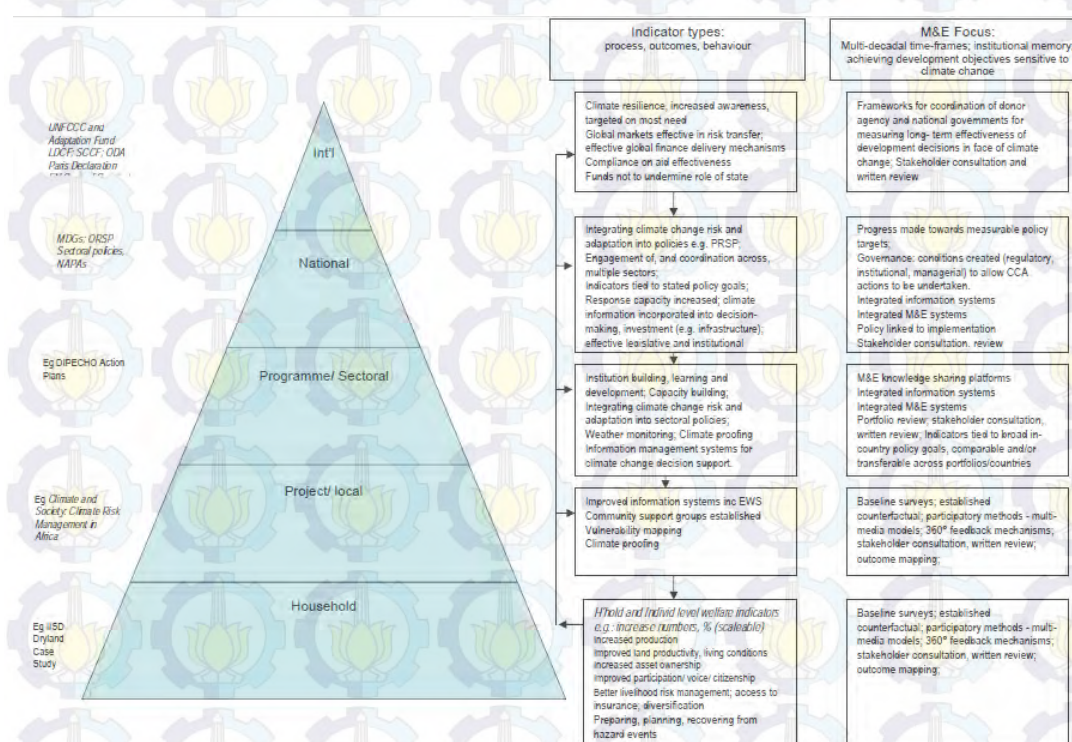 Indicator types:
process, outcomes, behaviour
M&E Focus:
Multi-decadal time-frames; institutional memory
achieving development objectives sensitive to
climate change
UNFCCC and
Adaptation Fund
LDCF; SCCF; ODA
Paris Declaration
Int'l
Climate resilience; increased awareness,
targeted on most need
Global markets effective in risk transfer;
effective global finance delivery mechanisms
Compliance on aid effectiveness
Funds not to undermine role of state
Frameworks for coordination of donor
agency and national governments for
measuring long- term effectiveness of
development decisions in face of climate
change; Stakeholder consultation and
written review
MDGs: ORSP
Sectoral policies,
NAPAs
National
Integrating climate change risk and
adaptation into policies e.g. PRSP;
Engagement of, and coordination across,
multiple sectors;
Indicators tied to stated policy goals;
Response capacity increased; climate
information incorporated into decision-
making, investment (e.g. infrastructure);
effective legislative and institutional
Progress made towards measurable policy
targets;
Governance: conditions created (regulatory,
institutional, managerial) to allow CCA
actions to be undertaken.
Integrated information systems
Integrated M&E systems
Policy linked to implementation
Stakeholder consultation. review
Eg DIPECHO Action
Plans
Programme/ Sectoral
Institution building, learning and
development; Capacity building;
Integrating climate change risk and
adaptation into sectoral policies;
Weather monitoring; Climate proofing
Information management systems for
climate change decision support.
M&E knowledge sharing platforms
Integrated information systems
Integrated M&E systems
Portfolio review; stakeholder consultation,
written review; Indicators tied to broad in-
country policy goals, comparable and/or
transferable across portfolios/countries
Eg Climate and
Society: Climate Risk
Management in
Africa
Project/ local
Improved information systems inc EWS
Community support groups established
Vulnerability mapping
Climate proofing
Baseline surveys; established
counterfactual; participatory methods - multi-
media models; 360° feedback mechanisms;
stakeholder consultation, written review;
outcome mapping;
Eg iiSD
Dryland
Case
Study
Household
H'hold and Individ level welfare indicators
e.g.: increase numbers, % (scaleable)
Increased production
Improved land productivity, living conditions
Increased asset ownership
Improved participation/ voice/ citizenship
Better livelihood risk management; access to
insurance; diversification
Preparing, planning, recovering from
hazard events
Baseline surveys; established
counterfactual; participatory methods - multi-
media models; 360° feedback mechanisms;
stakeholder consultation, written review;
outcome mapping;